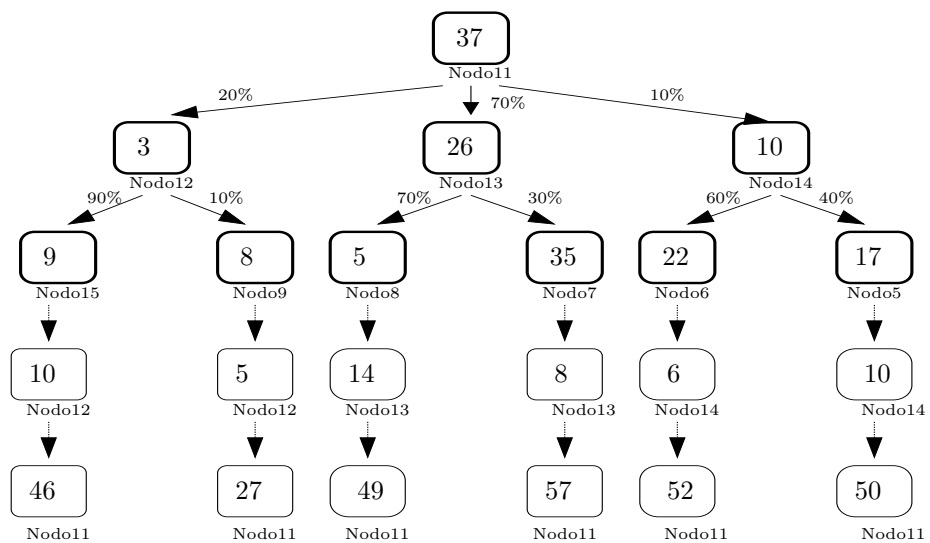 37
Nodo11
20% 70% 10%
3 26 10
Nodo12 Nodo13 Nodo14
90% 10% 70% 30% 60% 40%
9 8 5 35 22 17
Nodo15 Nodo9 Nodo8 Nodo7 Nodo6 Nodo5
10 5 14 8 6 10
Nodo12 Nodo12 Nodo13 Nodo13 Nodo14 Nodo14
46 27 49 57 52 50
Nodo11 Nodo11 Nodo11 Nodo11 Nodo11 Nodo11